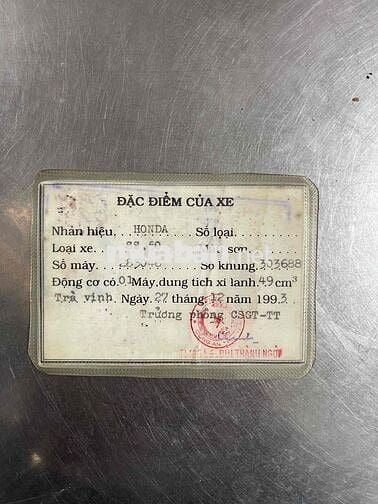 ĐẶC ĐIỂM CỦA XE
Nhãn hiệu. HONDA Số loại
Loại xe. SS 50 sơn
Số máy. Số khung. 303688
Động cơ có. 01 Máy, dung tích xi lanh. 49 cm³
Trà vinh, Ngày. 27 tháng. 12 năm 1993
Trưởng phòng CSGT-TT